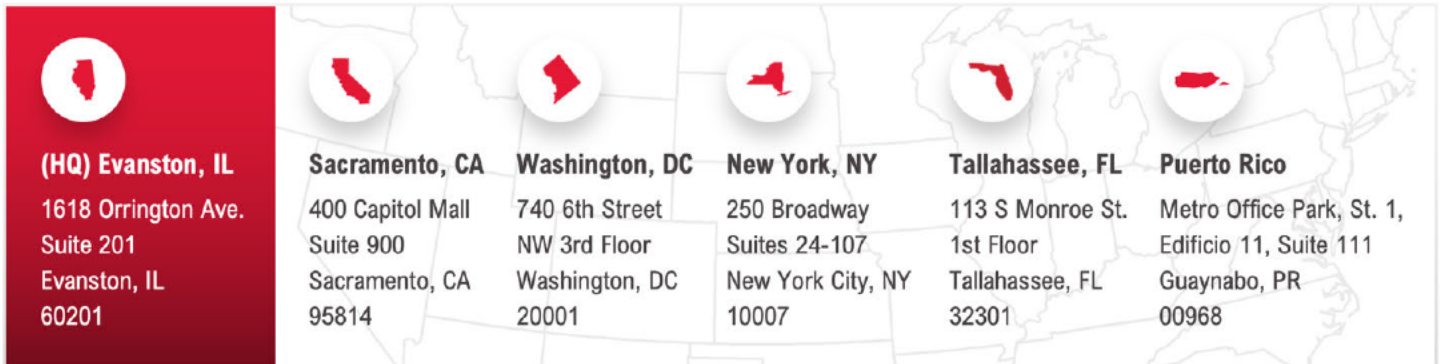 (HQ) Evanston, IL
1618 Orrington Ave.
Suite 201
Evanston, IL
60201
Sacramento, CA
400 Capitol Mall
Suite 900
Sacramento, CA
95814
Washington, DC
740 6th Street
NW 3rd Floor
Washington, DC
20001
New York, NY
250 Broadway
Suites 24-107
New York City, NY
10007
Tallahassee, FL
113 S Monroe St.
1st Floor
Tallahassee, FL
32301
Puerto Rico
Metro Office Park, St. 1,
Edificio 11, Suite 111
Guaynabo, PR
00968